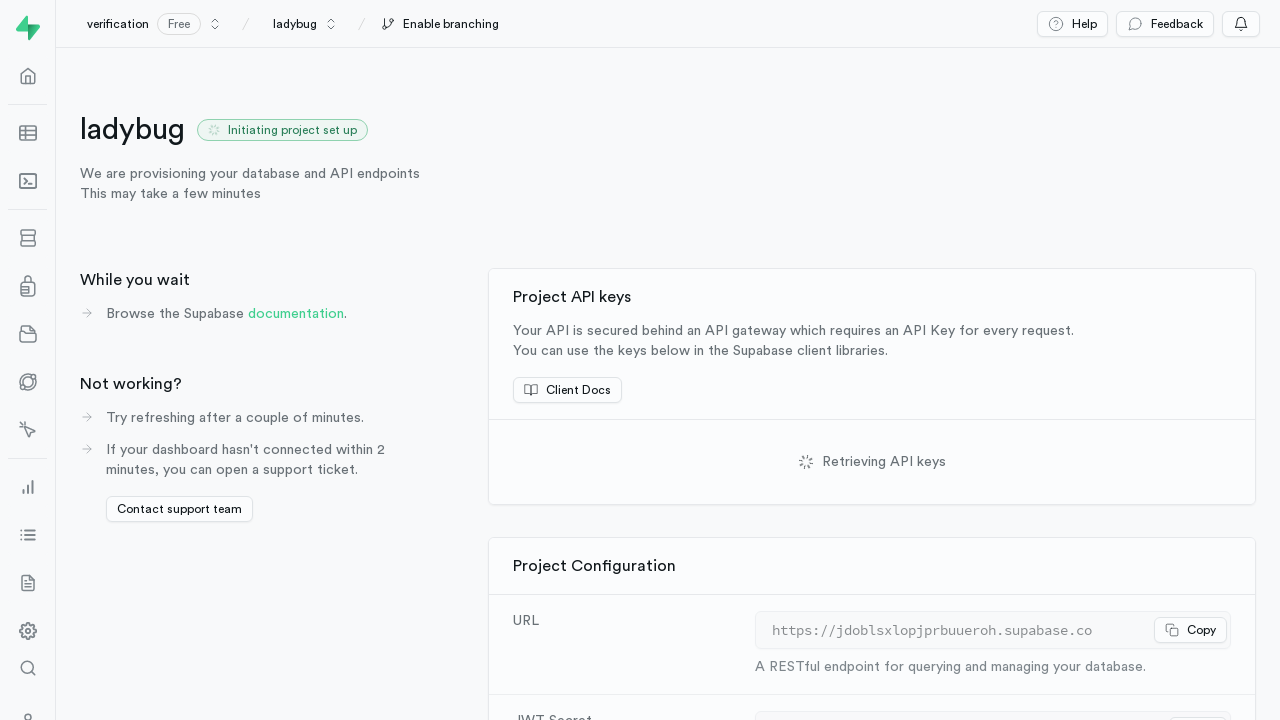 verification Free / ladybug / Enable branching
Help
Feedback
ladybug
Initiating project set up
We are provisioning your database and API endpoints
This may take a few minutes
While you wait
Browse the Supabase documentation.
Not working?
Try refreshing after a couple of minutes.
If your dashboard hasn't connected within 2
minutes, you can open a support ticket.
Contact support team
Project API keys
Your API is secured behind an API gateway which requires an API Key for every request.
You can use the keys below in the Supabase client libraries.
Client Docs
Retrieving API keys
Project Configuration
URL
https://jdoblsxlopjprbuueroh.supabase.co
Copy
A RESTful endpoint for querying and managing your database.
JWT Secret